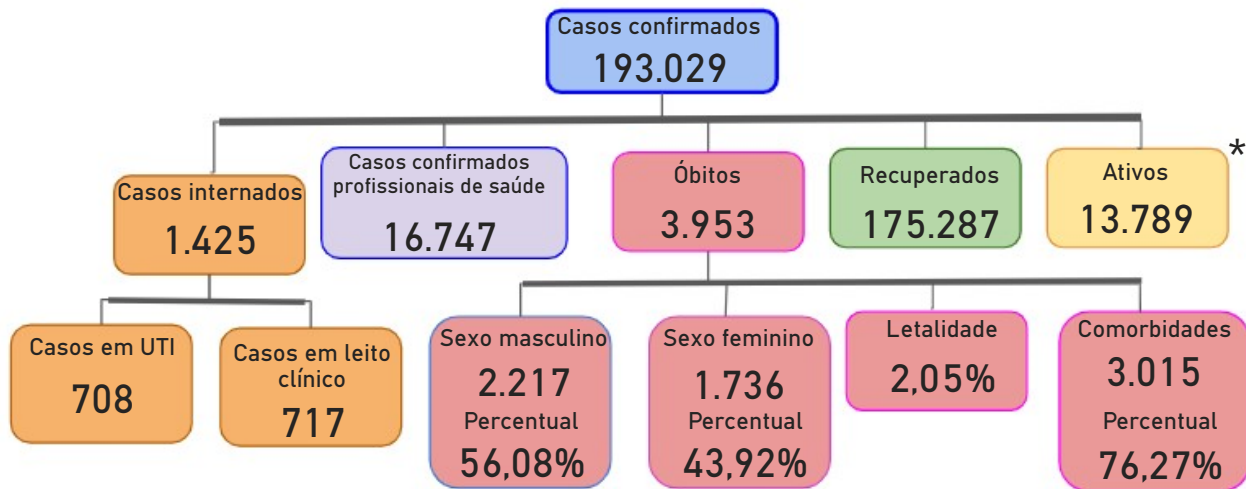 Casos confirmados
193.029
Casos internados
1.425
Casos confirmados
profissionais de saúde
16.747
Óbitos
3.953
Recuperados
175.287
Ativos
13.789
*
Casos em UTI
708
Casos em leito
clínico
717
Sexo masculino
2.217
Percentual
56,08%
Sexo feminino
1.736
Percentual
43,92%
Letalidade
2,05%
Comorbidades
3.015
Percentual
76,27%